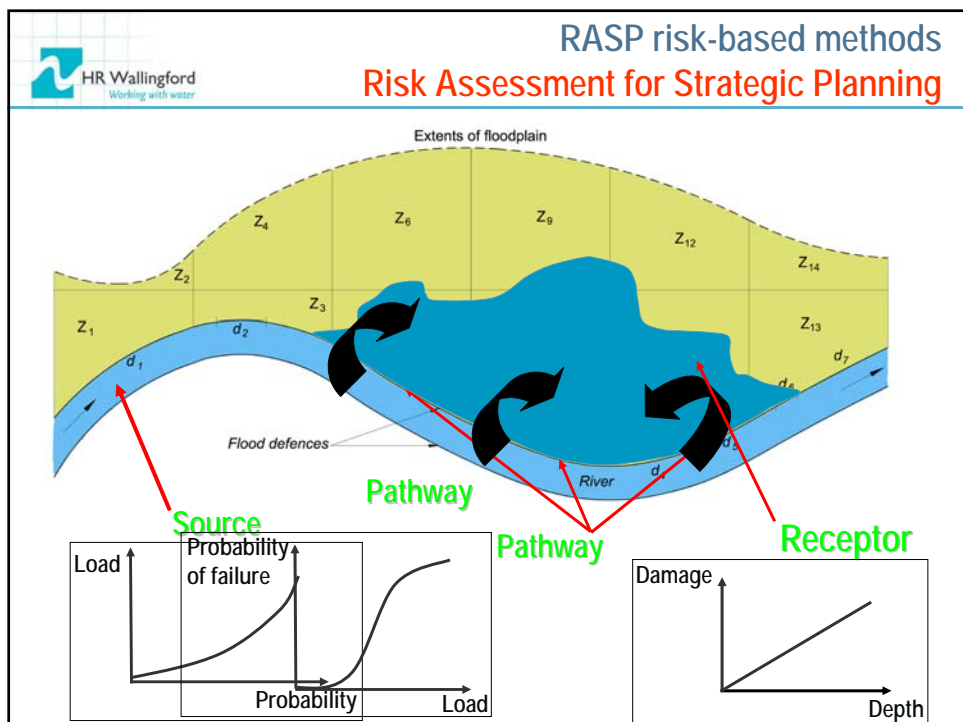 HR Wallingford
Working with water
RASP risk-based methods
Risk Assessment for Strategic Planning
Extents of floodplain
Z4
Z6
Z9
Z12
Z14
Z2
Z3
Z1
Z13
d1
d2
d7
d6
d5
Flood defences
River
Pathway
Source
Pathway
Receptor
Load
Probability
Probability
of failure
Load
Damage
Depth